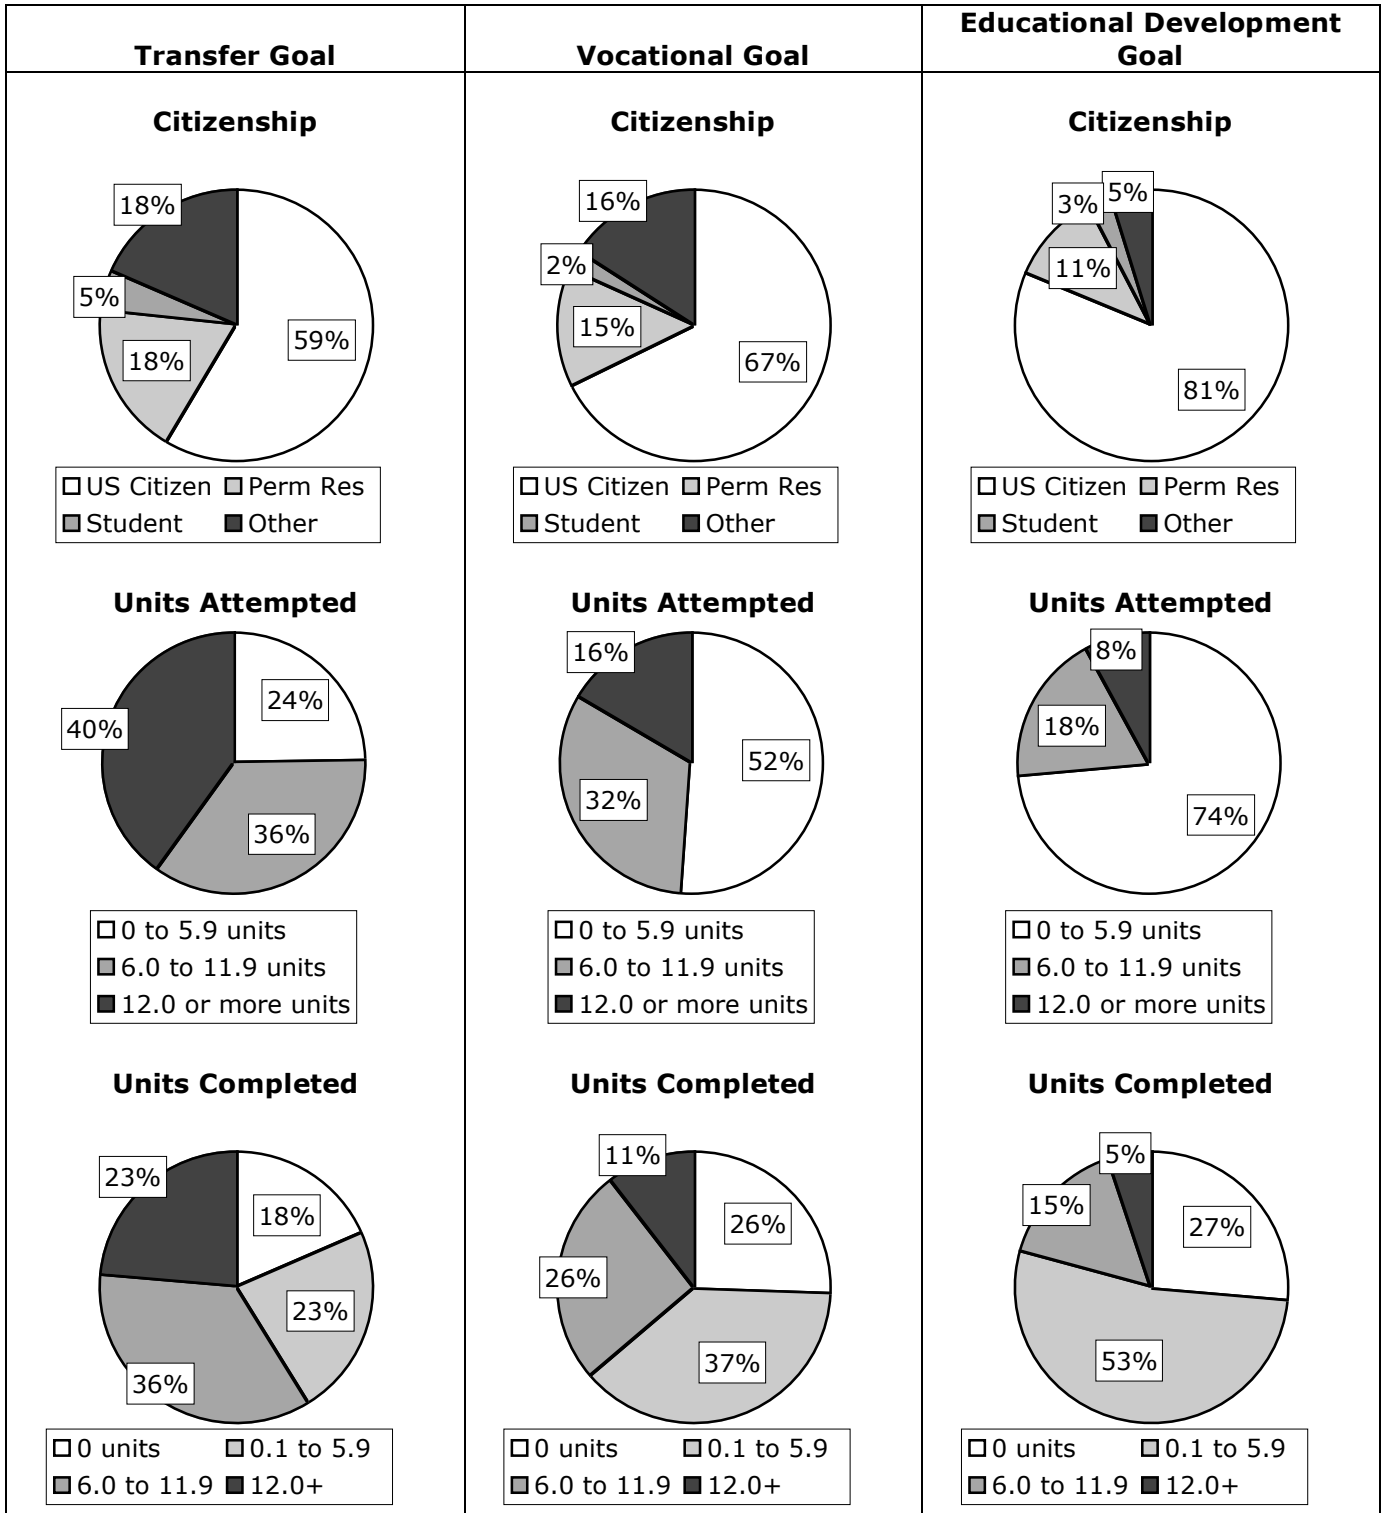 Transfer Goal
Vocational Goal
Educational Development
Goal
Citizenship
18%
5%
18%
59%
US Citizen Perm Res
Student Other
Citizenship
16%
2%
15%
67%
US Citizen Perm Res
Student Other
Citizenship
5%
3%
11%
81%
US Citizen Perm Res
Student Other
Units Attempted
24%
40%
36%
0 to 5.9 units
6.0 to 11.9 units
12.0 or more units
Units Attempted
16%
52%
32%
0 to 5.9 units
6.0 to 11.9 units
12.0 or more units
Units Attempted
8%
18%
74%
0 to 5.9 units
6.0 to 11.9 units
12.0 or more units
Units Completed
23%
18%
23%
36%
0 units 0.1 to 5.9
6.0 to 11.9 12.0+
Units Completed
11%
26%
26%
37%
0 units 0.1 to 5.9
6.0 to 11.9 12.0+
Units Completed
5%
15%
27%
53%
0 units 0.1 to 5.9
6.0 to 11.9 12.0+